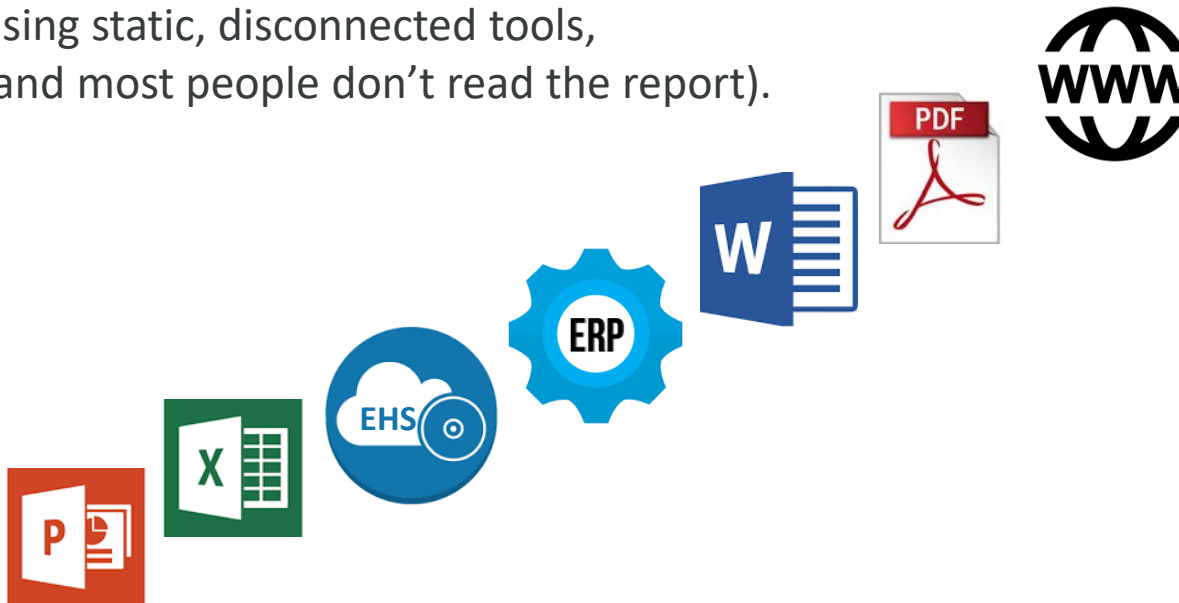 sing static, disconnected tools,
and most people don’t read the report).
WWW
PDF
W
ERP
EHS
X
P